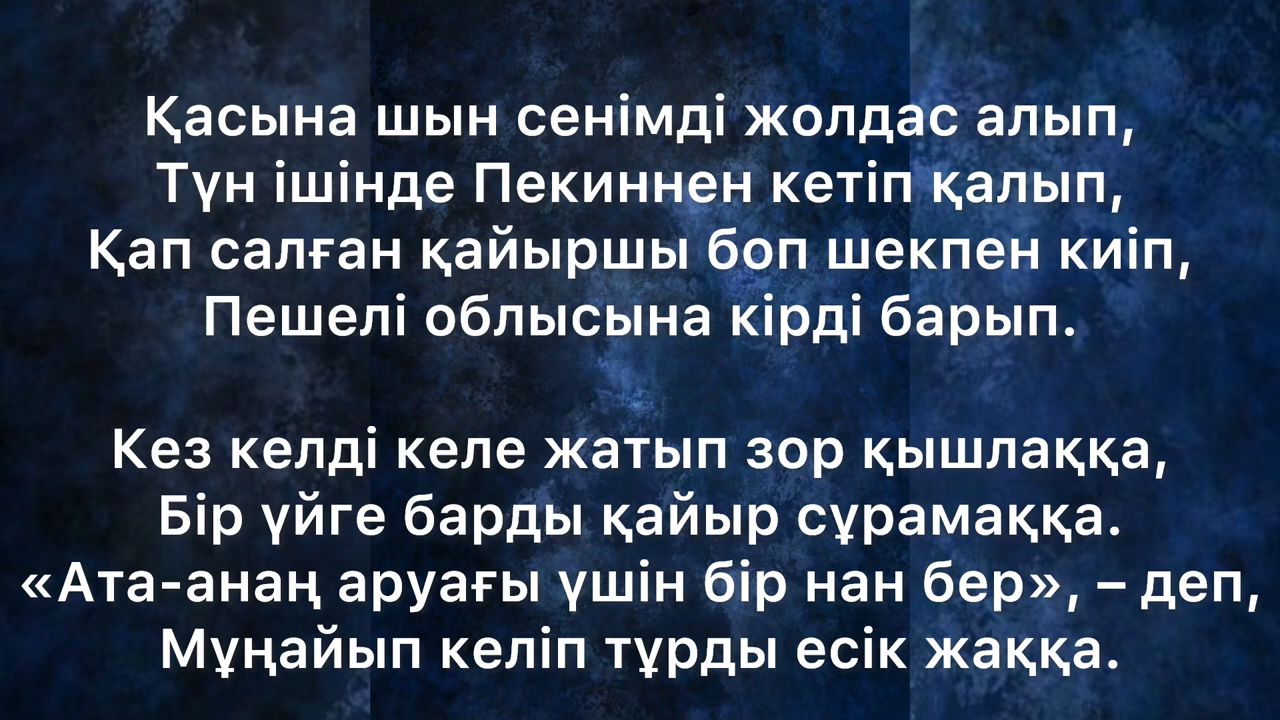 Қасына шын сенімді жолдас алып,
Түн ішінде Пекиннен кетіп қалып,
Қап салған қайыршы боп шекпен киіп,
Пешелі облысына кірді барып.
Кез келді келе жатып зор қышлаққа,
Бір үйге барды қайыр сұрамаққа.
«Ата-анаң аруағы үшін бір нан бер», – деп,
Мұңайып келіп тұрды есік жаққа.